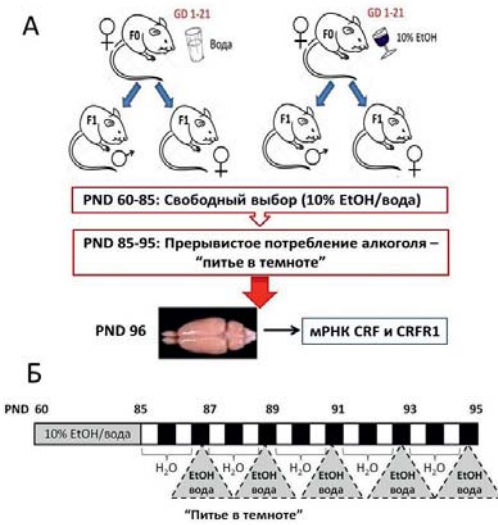 А
GD 1-21
GD 1-21
F0
Вода
F0
10% EtOH
F1
F1
F1
F1
PND 60-85: Свободный выбор (10% EtOH/вода)
PND 85-95: Прерывистое потребление алкоголя –
“питье в темноте”
PND 96
мРНК CRF и CRFR1
Б
PND 60 85 87 89 91 93 95
10% EtOH/вода
H₂O H₂O H₂O H₂O H₂O
EtOH EtOH EtOH EtOH EtOH
вода вода вода вода вода
“Питье в темноте”